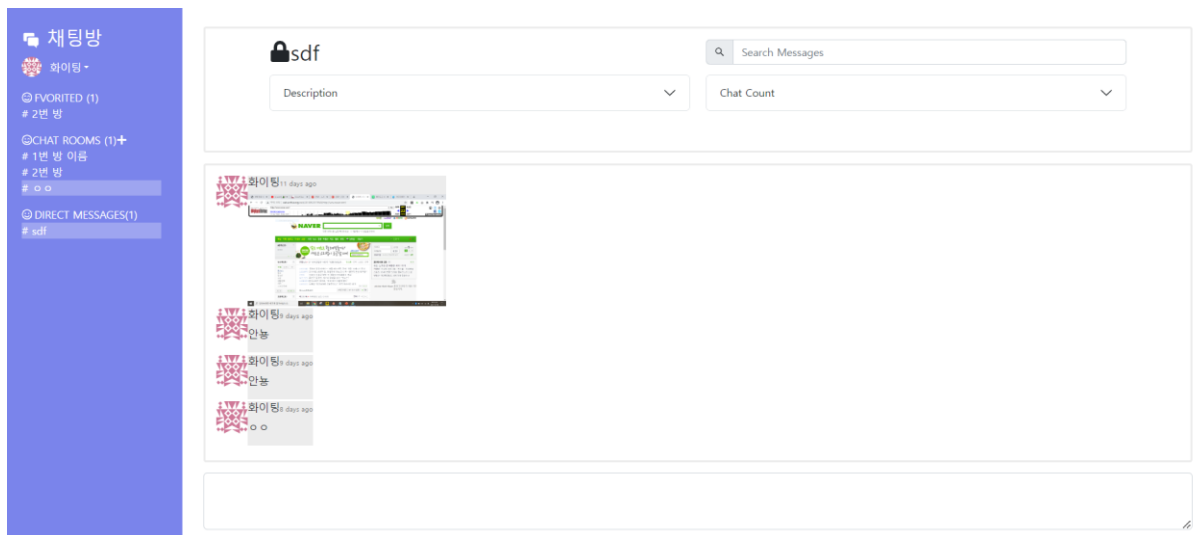 채팅방
화이팅
FVORITED (1)
# 2번 방
CHAT ROOMS (1)+
# 1번 방 이름
# 2번 방
# ㅇㅇ
DIRECT MESSAGES(1)
# sdf
sdf
Search Messages
Description
Chat Count
화이팅11 days ago
NAVER
화이팅9 days ago
안뇽
화이팅9 days ago
안뇽
화이팅8 days ago
ㅇㅇ